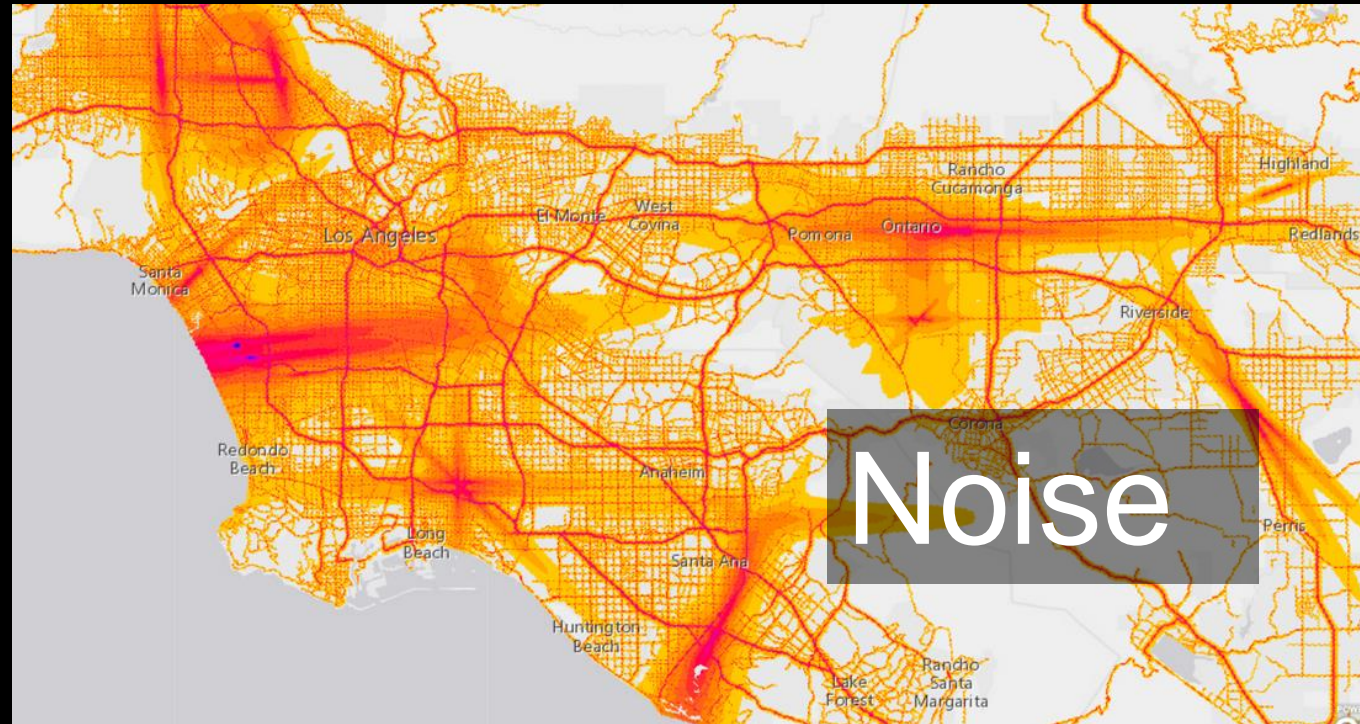 Highland
Rancho
Cucamonga
El Monte
West
Covina
Los Angeles
Pomona
Ontario
Redlands
Santa
Monica
Riverside
Redondo
Beach
Corona
Anaheim
Noise
Long
Beach
Perris
Santa Ana
Huntington
Beach
Lake
Forest
Rancho
Santa
Margarita